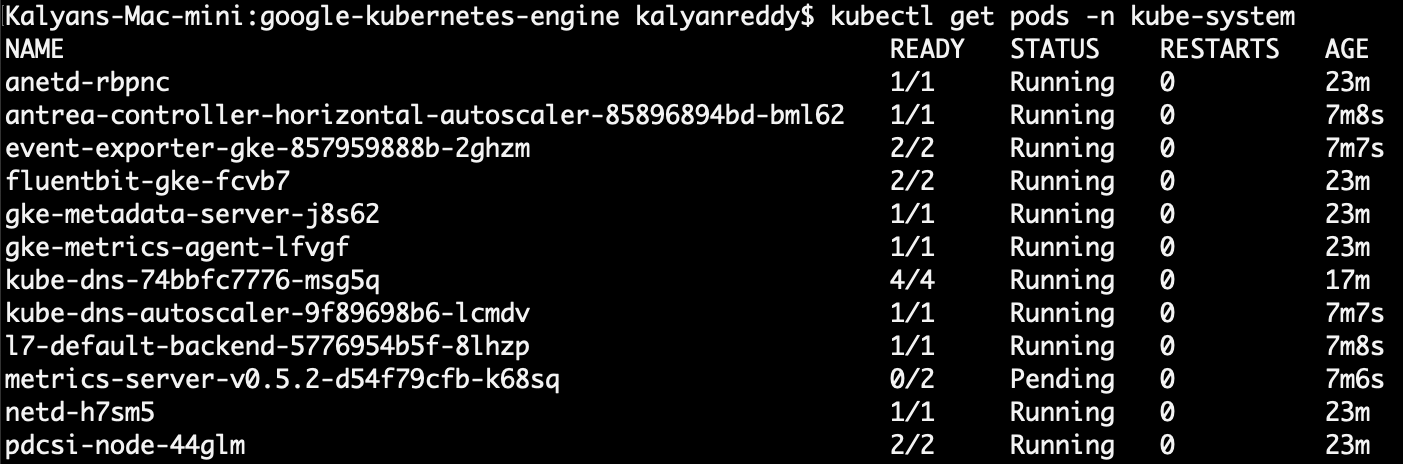 Kalyans-Mac-mini:google-kubernetes-engine kalyanreddy$ kubectl get pods -n kube-system
NAME READY STATUS RESTARTS AGE
anetd-rbpnc 1/1 Running 0 23m
antrea-controller-horizontal-autoscaler-85896894bd-bml62 1/1 Running 0 7m8s
event-exporter-gke-857959888b-2ghzm 2/2 Running 0 7m7s
fluentbit-gke-fcvb7 2/2 Running 0 23m
gke-metadata-server-j8s62 1/1 Running 0 23m
gke-metrics-agent-lfvgf 1/1 Running 0 23m
kube-dns-74bbfc7776-msg5q 4/4 Running 0 17m
kube-dns-autoscaler-9f89698b6-lcmdv 1/1 Running 0 7m7s
l7-default-backend-5776954b5f-8lhzp 1/1 Running 0 7m8s
metrics-server-v0.5.2-d54f79cfb-k68sq 0/2 Pending 0 7m6s
netd-h7sm5 1/1 Running 0 23m
pdcsi-node-44glm 2/2 Running 0 23m